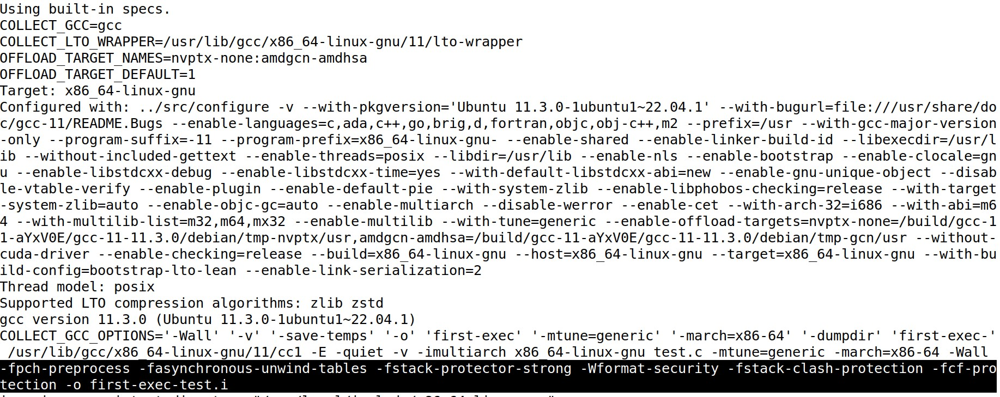 Using built-in specs.
COLLECT_GCC=gcc
COLLECT_LTO_WRAPPER=/usr/lib/gcc/x86_64-linux-gnu/11/lto-wrapper
OFFLOAD_TARGET_NAMES=nvptx-none:amdgcn-amdhsa
OFFLOAD_TARGET_DEFAULT=1
Target: x86_64-linux-gnu
Configured with: ../src/configure -v --with-pkgversion='Ubuntu 11.3.0-1ubuntu1~22.04.1' --with-bugurl=file:///usr/share/do
c/gcc-11/README.Bugs --enable-languages=c,ada,c++,go,brig,d,fortran,objc,obj-c++,m2 --prefix=/usr --with-gcc-major-version
-only --program-suffix=-11 --program-prefix=x86_64-linux-gnu- --enable-shared --enable-linker-build-id --libexecdir=/usr/l
ib --without-included-gettext --enable-threads=posix --libdir=/usr/lib --enable-nls --enable-bootstrap --enable-clocale=gn
u --enable-libstdcxx-debug --enable-libstdcxx-time=yes --with-default-libstdcxx-abi=new --enable-gnu-unique-object --disab
le-vtable-verify --enable-plugin --enable-default-pie --with-system-zlib --enable-libphobos-checking=release --with-target
-system-zlib=auto --enable-objc-gc=auto --enable-multiarch --disable-werror --enable-cet --with-arch-32=i686 --with-abi=m6
4 --with-multilib-list=m32,m64,mx32 --enable-multilib --with-tune=generic --enable-offload-targets=nvptx-none=/build/gcc-1
1-aYxV0E/gcc-11-11.3.0/debian/tmp-nvptx/usr,amdgcn-amdhsa=/build/gcc-11-aYxV0E/gcc-11-11.3.0/debian/tmp-gcn/usr --without-
cuda-driver --enable-checking=release --build=x86_64-linux-gnu --host=x86_64-linux-gnu --target=x86_64-linux-gnu --with-bu
ild-config=bootstrap-lto-lean --enable-link-serialization=2
Thread model: posix
Supported LTO compression algorithms: zlib zstd
gcc version 11.3.0 (Ubuntu 11.3.0-1ubuntu1~22.04.1)
COLLECT_GCC_OPTIONS='-Wall' '-v' '-save-temps' '-o' 'first-exec' '-mtune=generic' '-march=x86-64' '-dumpdir' 'first-exec-'
/usr/lib/gcc/x86_64-linux-gnu/11/cc1 -E -quiet -v -imultiarch x86_64-linux-gnu test.c -mtune=generic -march=x86-64 -Wall
-fpch-preprocess -fasynchronous-unwind-tables -fstack-protector-strong -Wformat-security -fstack-clash-protection -fcf-pro
tection -o first-exec-test.i